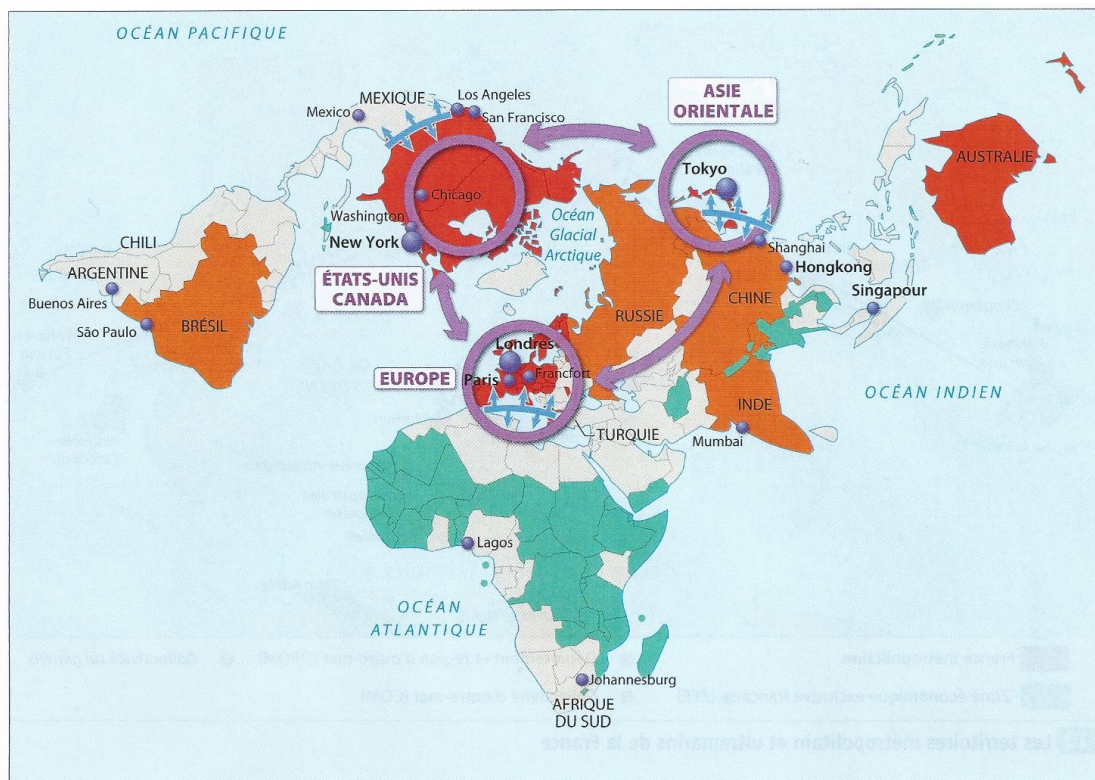 OCÉAN PACIFIQUE
MEXIQUE
Mexico
Los Angeles
San Francisco
ASIE
ORIENTALE
Tokyo
AUSTRALIE
Chicago
Washington
New York
Océan
Glacial
Arctique
Shanghai
Hongkong
Singapour
CHILI
ARGENTINE
Buenos Aires
São Paulo
BRÉSIL
ÉTATS-UNIS
CANADA
RUSSIE
CHINE
EUROPE
Londres
Paris
Francfort
OCÉAN INDIEN
INDE
TURQUIE
Mumbai
Lagos
OCÉAN
ATLANTIQUE
Johannesburg
AFRIQUE
DU SUD